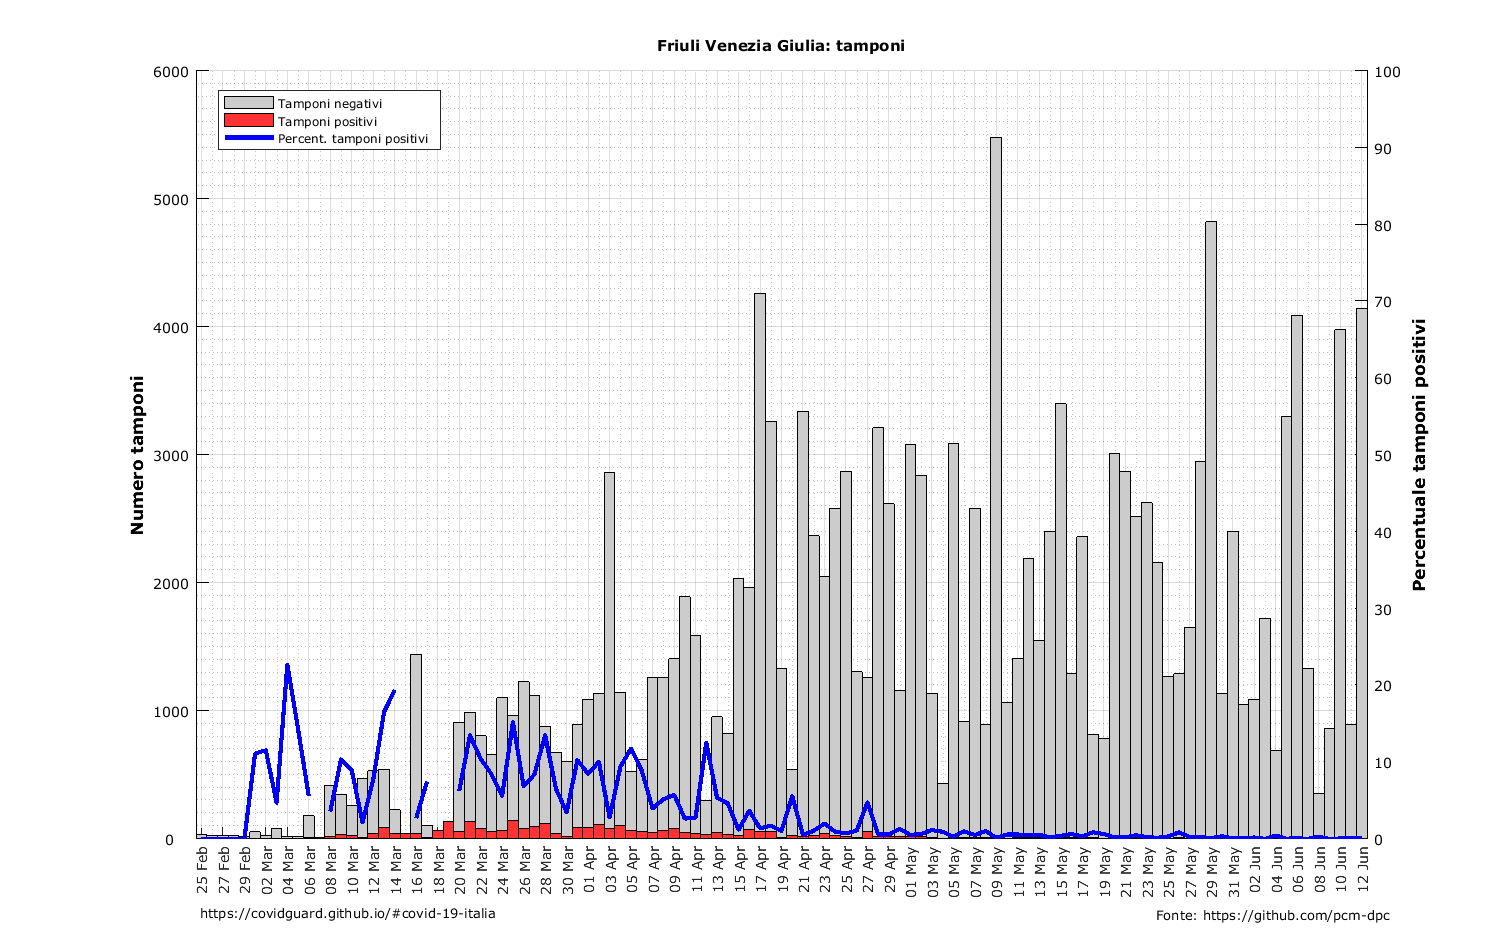 Friuli Venezia Giulia: tamponi
Tamponi negativi
Tamponi positivi
Percent. tamponi positivi
Numero tamponi
6000
5000
4000
3000
2000
1000
0
Percentuale tamponi positivi
100
90
80
70
60
50
40
30
20
10
0
25 Feb
27 Feb
29 Feb
02 Mar
04 Mar
06 Mar
08 Mar
10 Mar
12 Mar
14 Mar
16 Mar
18 Mar
20 Mar
22 Mar
24 Mar
26 Mar
28 Mar
30 Mar
01 Apr
03 Apr
05 Apr
07 Apr
09 Apr
11 Apr
13 Apr
15 Apr
17 Apr
19 Apr
21 Apr
23 Apr
25 Apr
27 Apr
29 Apr
01 May
03 May
05 May
07 May
09 May
11 May
13 May
15 May
17 May
19 May
21 May
23 May
25 May
27 May
29 May
31 May
02 Jun
04 Jun
06 Jun
08 Jun
10 Jun
12 Jun
https://covidguard.github.io/#covid-19-italia
Fonte: https://github.com/pcm-dpc